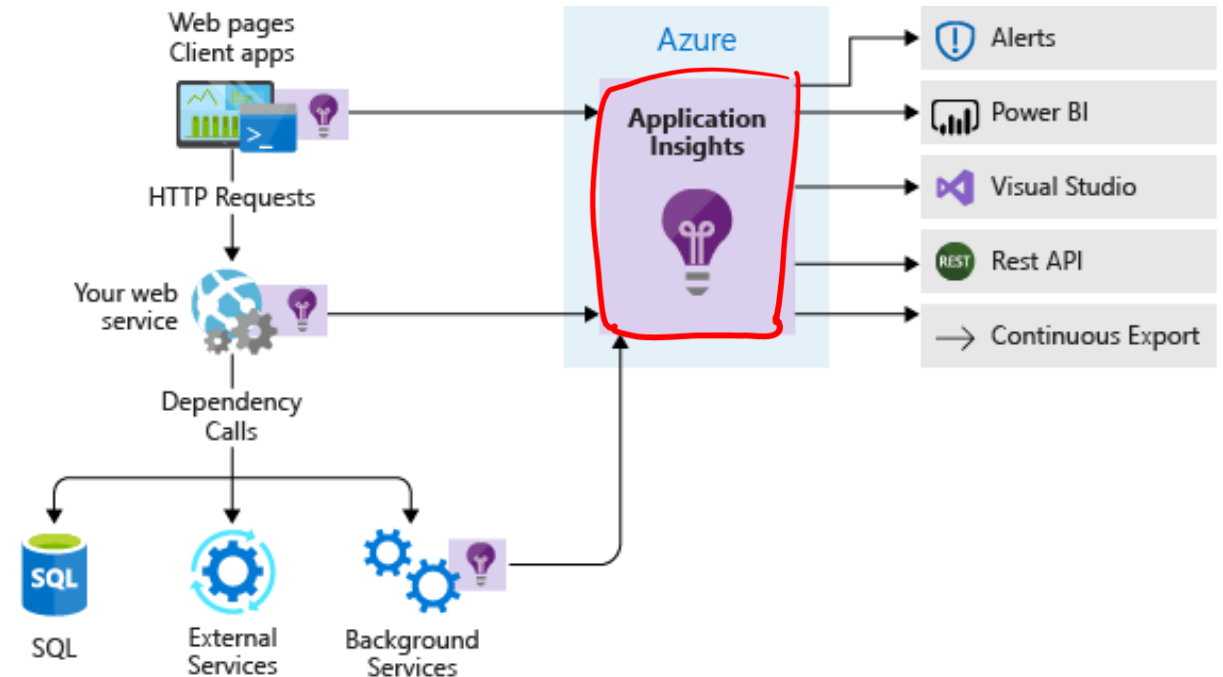 Web pages
Client apps
>_
HTTP Requests
Your web
service
Dependency
Calls
SQL
SQL
External
Services
Background
Services
Azure
Application
Insights
Alerts
Power BI
Visual Studio
REST
Rest API
Continuous Export